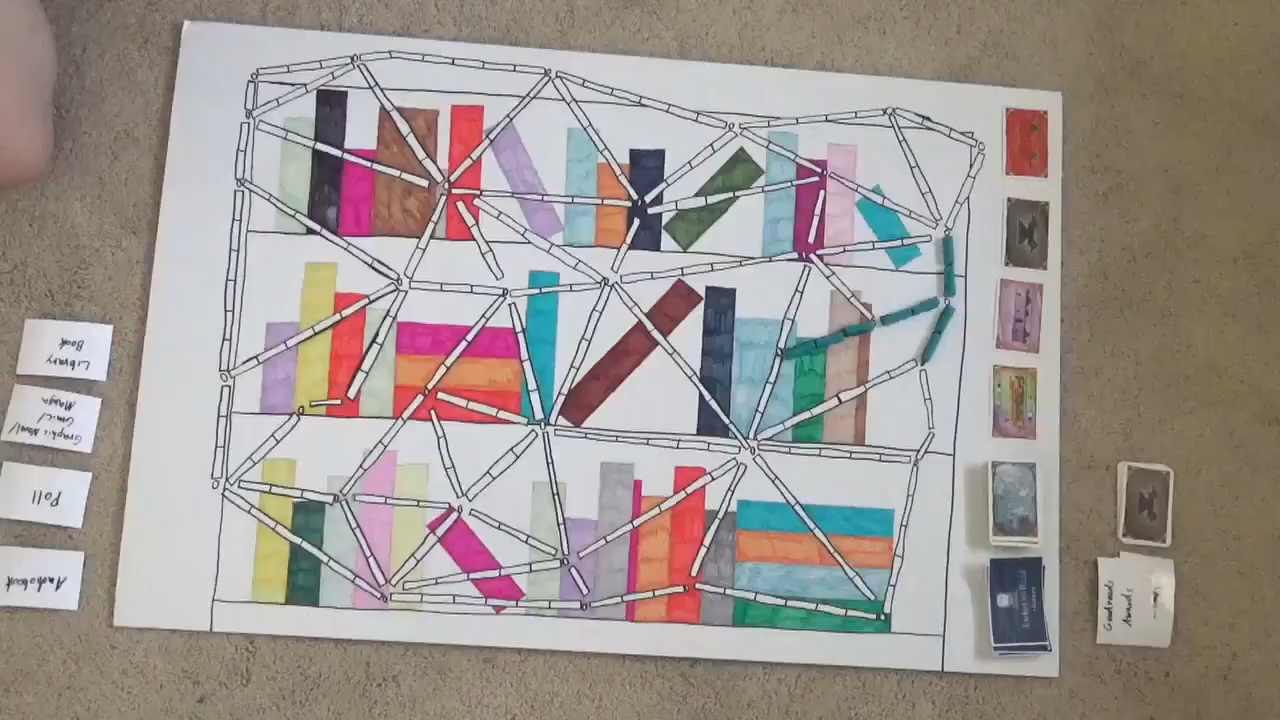 Library
Book
Graphic Novel/
Comic/
Manga
Poll
Audiobook
Goodreads
Awards